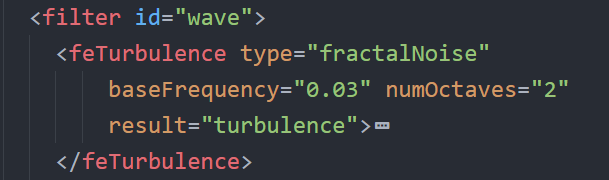 <filter id="wave">
<feTurbulence type="fractalNoise"
baseFrequency="0.03" numOctaves="2"
result="turbulence">⋯
</feTurbulence>